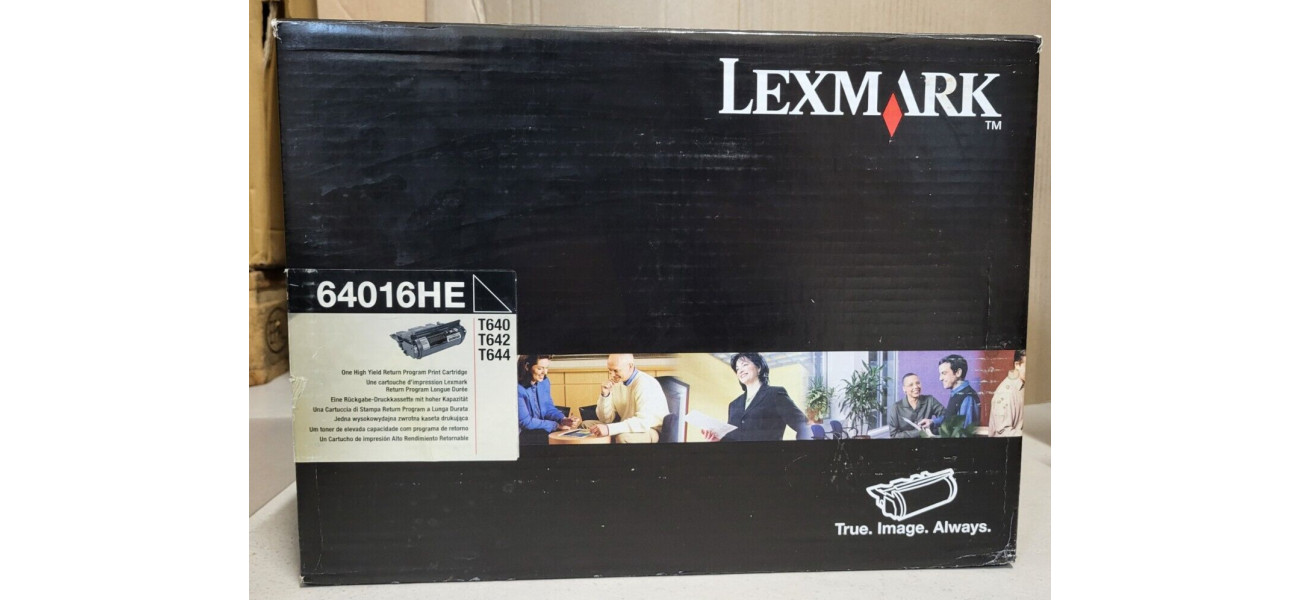 LEXMARK
TM
64016HE
T640
T642
T644
One High Yield Return Program Print Cartridge
Une cartouche d'impression Lexmark
Return Program Longue Durée
Eine Rückgabe-Druckkassette mit hoher Kapazität
Una Cartuccia di Stampa Return Program a Lunga Durata
Jedna wysokowydajna zwrotna kaseta drukująca
Um toner de elevada capacidade com programa de retorno
Un Cartucho de impresión Alto Rendimiento Retornable
True. Image. Always.